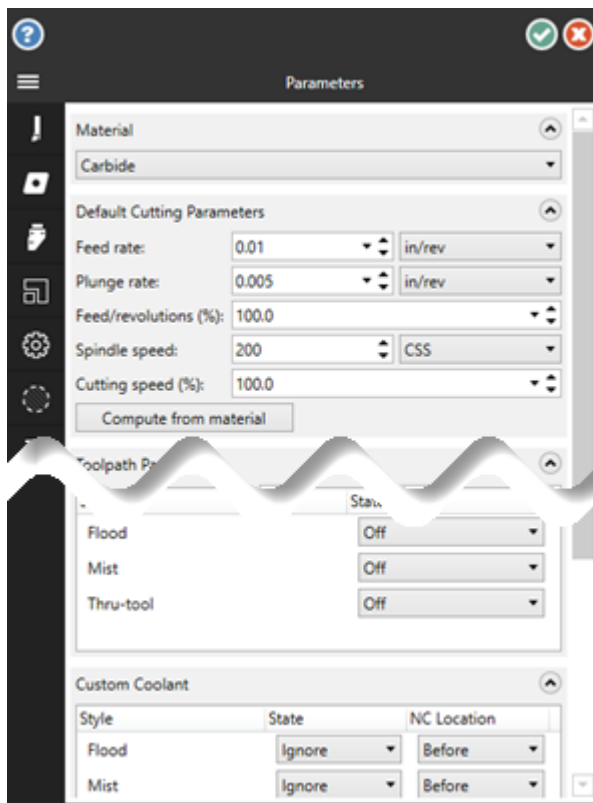 ?
Parameters
Material
Carbide
Default Cutting Parameters
Feed rate: 0.01 in/rev
Plunge rate: 0.005 in/rev
Feed/revolutions (%): 100.0
Spindle speed: 200 CSS
Cutting speed (%): 100.0
Compute from material
Toolpath
Flood Off
Mist Off
Thru-tool Off
Custom Coolant
Style State NC Location
Flood Ignore Before
Mist Ignore Before